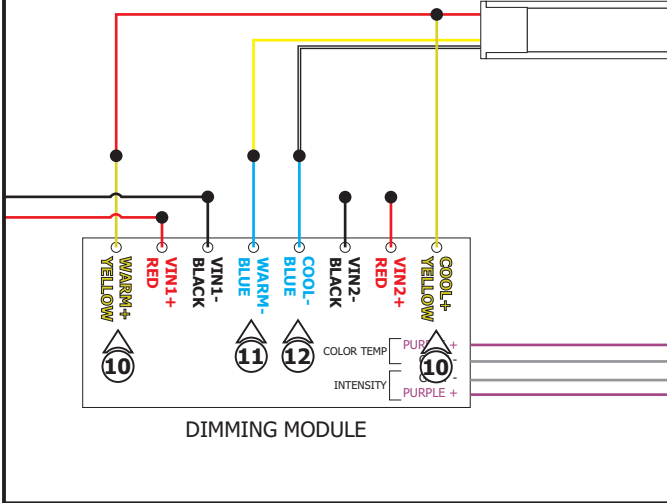 WARM+
YELLOW
VIN1+
RED
VIN1-
BLACK
WARM-
BLUE
COOL-
BLUE
VIN2-
BLACK
VIN2+
RED
COOL+
YELLOW
10
11
12
10
COLOR TEMP
+
-
INTENSITY
-
PURPLE +
DIMMING MODULE